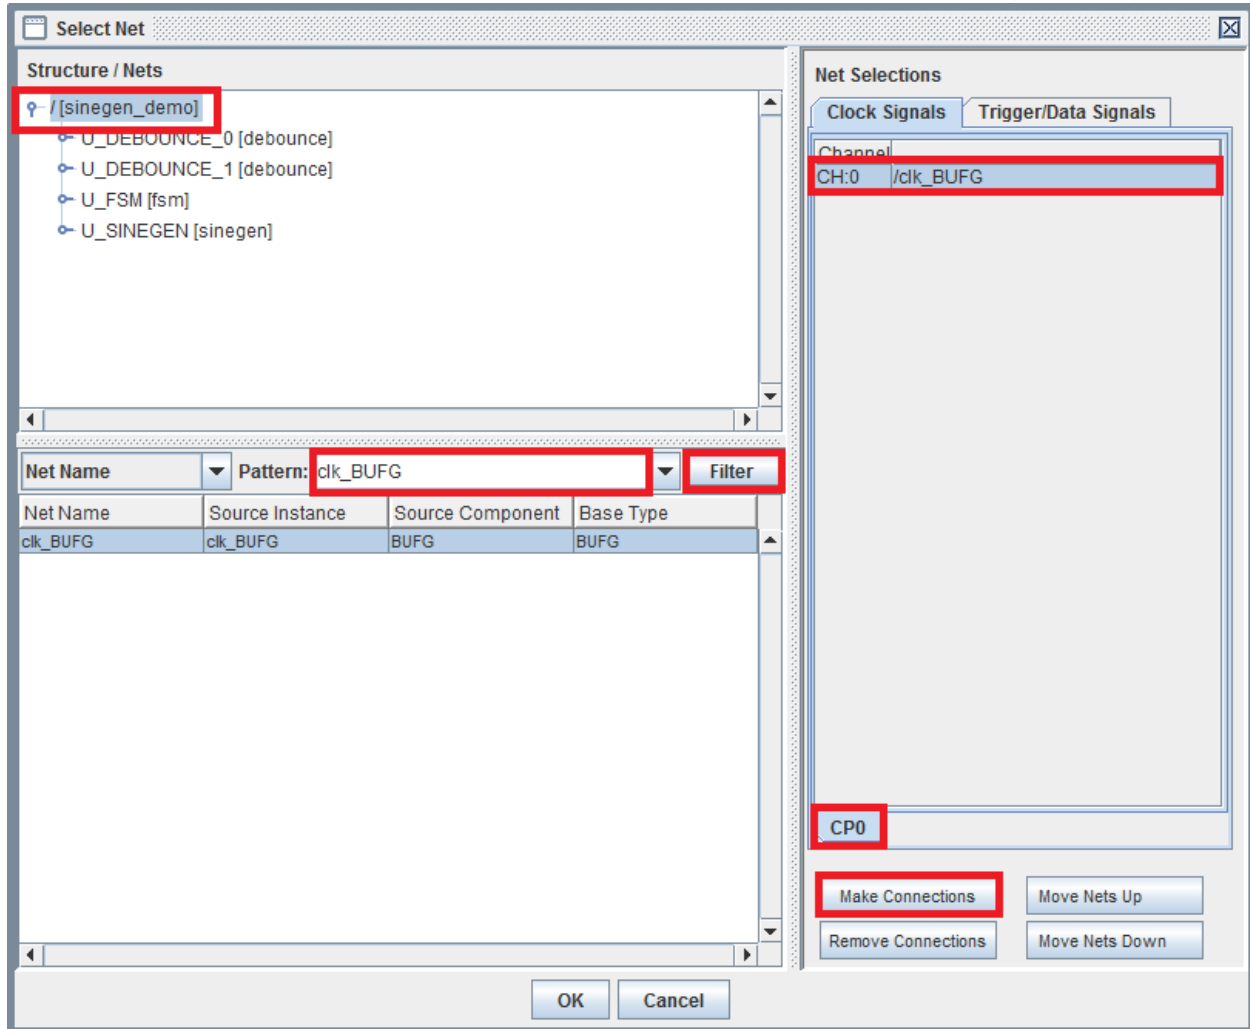 Select Net
Structure / Nets
/ [sinegen_demo]
U_DEBOUNCE_0 [debounce]
U_DEBOUNCE_1 [debounce]
U_FSM [fsm]
U_SINEGEN [sinegen]
Net Name Pattern: clk_BUFG Filter
Net Name Source Instance Source Component Base Type
clk_BUFG clk_BUFG BUFG BUFG
Net Selections
Clock Signals Trigger/Data Signals
Channel
CH:0 /clk_BUFG
CP0
Make Connections Move Nets Up
Remove Connections Move Nets Down
OK Cancel